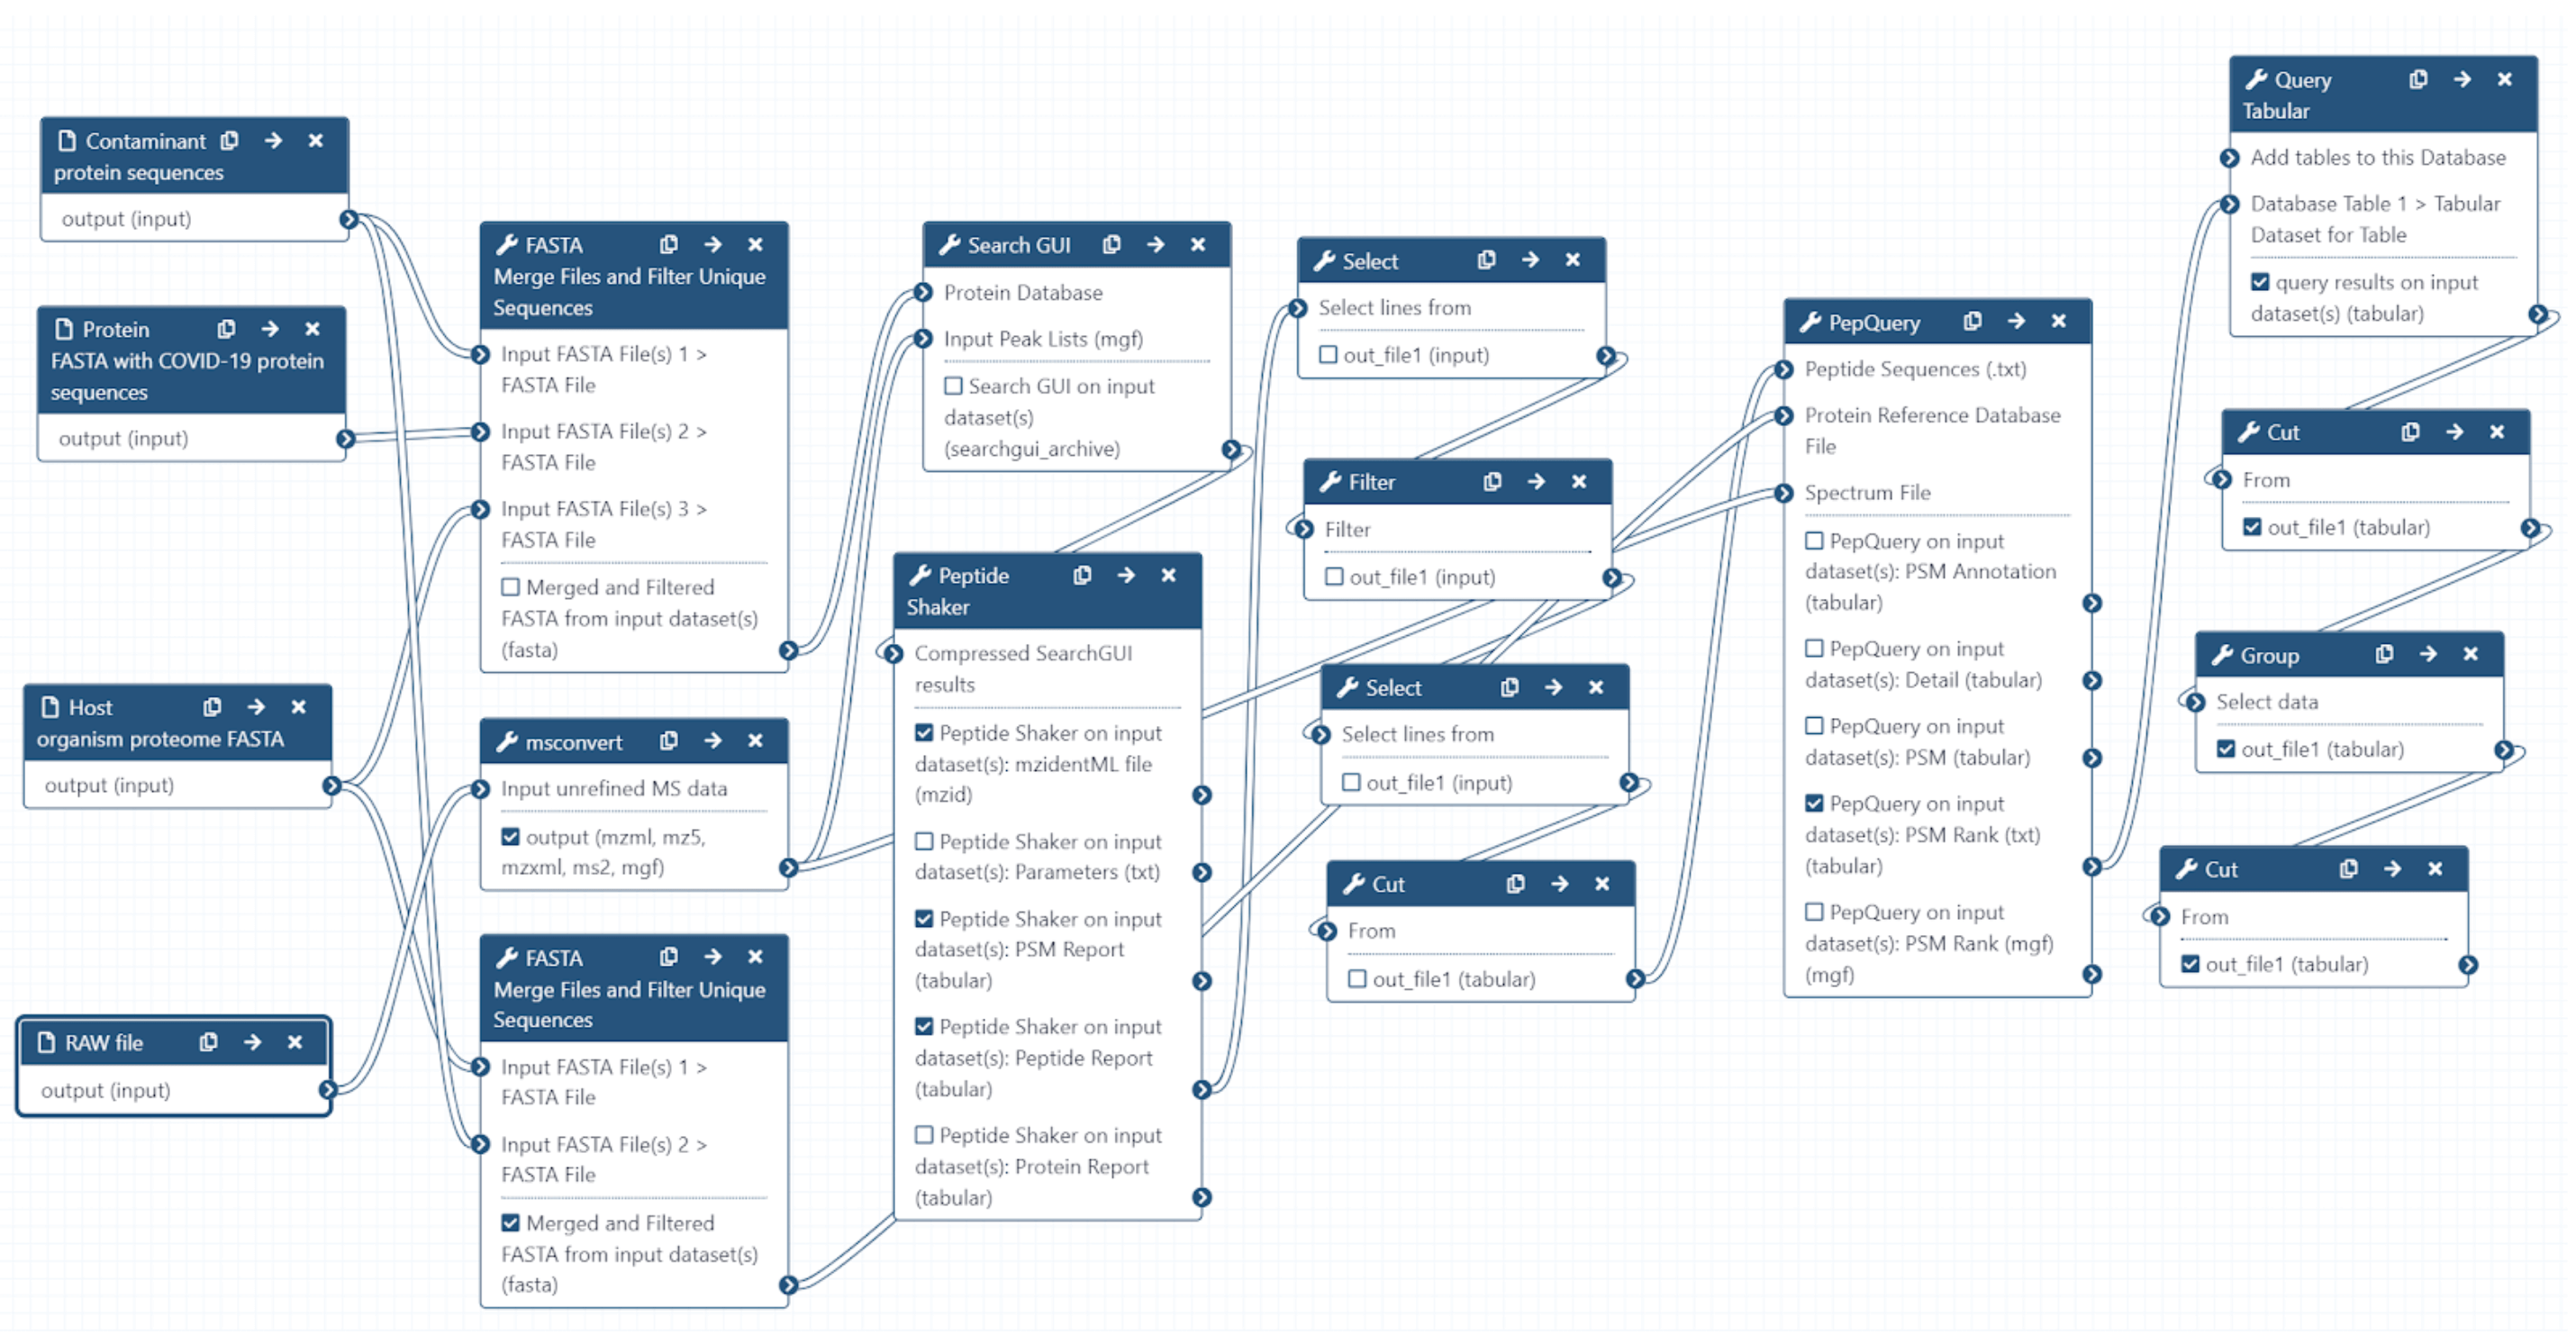 Contaminant
protein sequences
output (input)
Protein
FASTA with COVID-19 protein
sequences
output (input)
Host
organism proteome FASTA
output (input)
RAW file
output (input)
FASTA
Merge Files and Filter Unique
Sequences
Input FASTA File(s) 1 >
FASTA File
Input FASTA File(s) 2 >
FASTA File
Input FASTA File(s) 3 >
FASTA File
Merged and Filtered
FASTA from input dataset(s)
(fasta)
msconvert
Input unrefined MS data
output (mzml, mz5,
mzxml, ms2, mgf)
FASTA
Merge Files and Filter Unique
Sequences
Input FASTA File(s) 1 >
FASTA File
Input FASTA File(s) 2 >
FASTA File
Merged and Filtered
FASTA from input dataset(s)
(fasta)
Search GUI
Protein Database
Input Peak Lists (mgf)
Search GUI on input
dataset(s)
(searchgui_archive)
Peptide
Shaker
Compressed SearchGUI
results
Peptide Shaker on input
dataset(s): mzidentML file
(mzid)
Peptide Shaker on input
dataset(s): Parameters (txt)
Peptide Shaker on input
dataset(s): PSM Report
(tabular)
Peptide Shaker on input
dataset(s): Peptide Report
(tabular)
Peptide Shaker on input
dataset(s): Protein Report
(tabular)
Select
Select lines from
out_file1 (input)
Filter
Filter
out_file1 (input)
Select
Select lines from
out_file1 (input)
Cut
From
out_file1 (tabular)
PepQuery
Peptide Sequences (.txt)
Protein Reference Database
File
Spectrum File
PepQuery on input
dataset(s): PSM Annotation
(tabular)
PepQuery on input
dataset(s): Detail (tabular)
PepQuery on input
dataset(s): PSM (tabular)
PepQuery on input
dataset(s): PSM Rank (txt)
(tabular)
PepQuery on input
dataset(s): PSM Rank (mgf)
(mgf)
Query
Tabular
Add tables to this Database
Database Table 1 > Tabular
Dataset for Table
query results on input
dataset(s) (tabular)
Cut
From
out_file1 (tabular)
Group
Select data
out_file1 (tabular)
Cut
From
out_file1 (tabular)